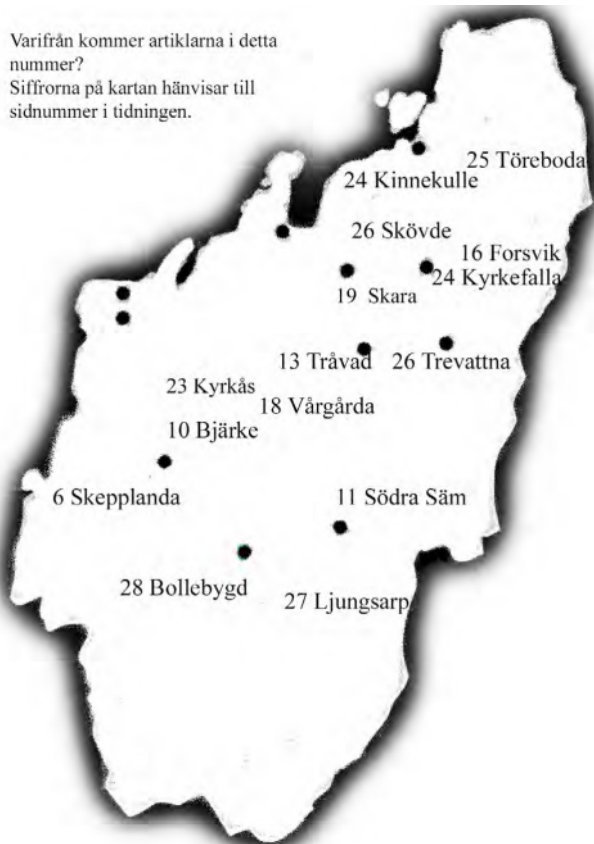 Varifrån kommer artiklarna i detta
nummer?
Siffrorna på kartan hänvisar till
sidnummer i tidningen.
25 Töreboda
24 Kinnekulle
26 Skövde
16 Forsvik
24 Kyrkefalla
19 Skara
13 Tråvad
26 Trevattna
23 Kyrkås
18 Vårgårda
10 Bjärke
6 Skepplanda
11 Södra Säm
28 Bollebygd
27 Ljungsarp